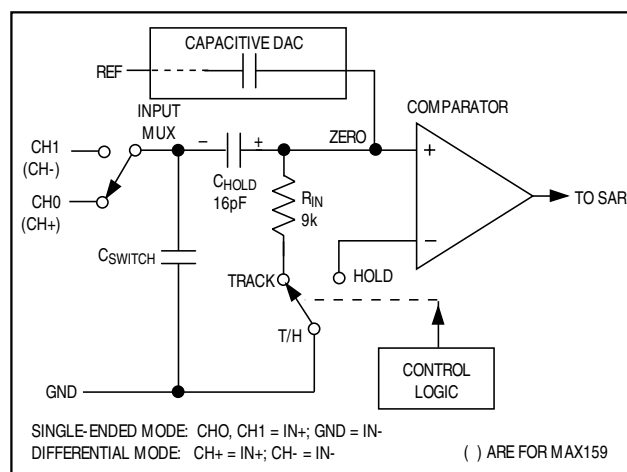 CAPACITIVE DAC
REF
INPUT
MUX
COMPARATOR
ZERO
CH1
(CH-)
− +
+
CHOLD
16pF
CH0
(CH+)
RIN
9k
TO SAR
−
CSWITCH
HOLD
TRACK
T/H
CONTROL
LOGIC
GND
SINGLE-ENDED MODE: CHO, CH1 = IN+; GND = IN-
DIFFERENTIAL MODE: CH+ = IN+; CH- = IN-
( ) ARE FOR MAX159